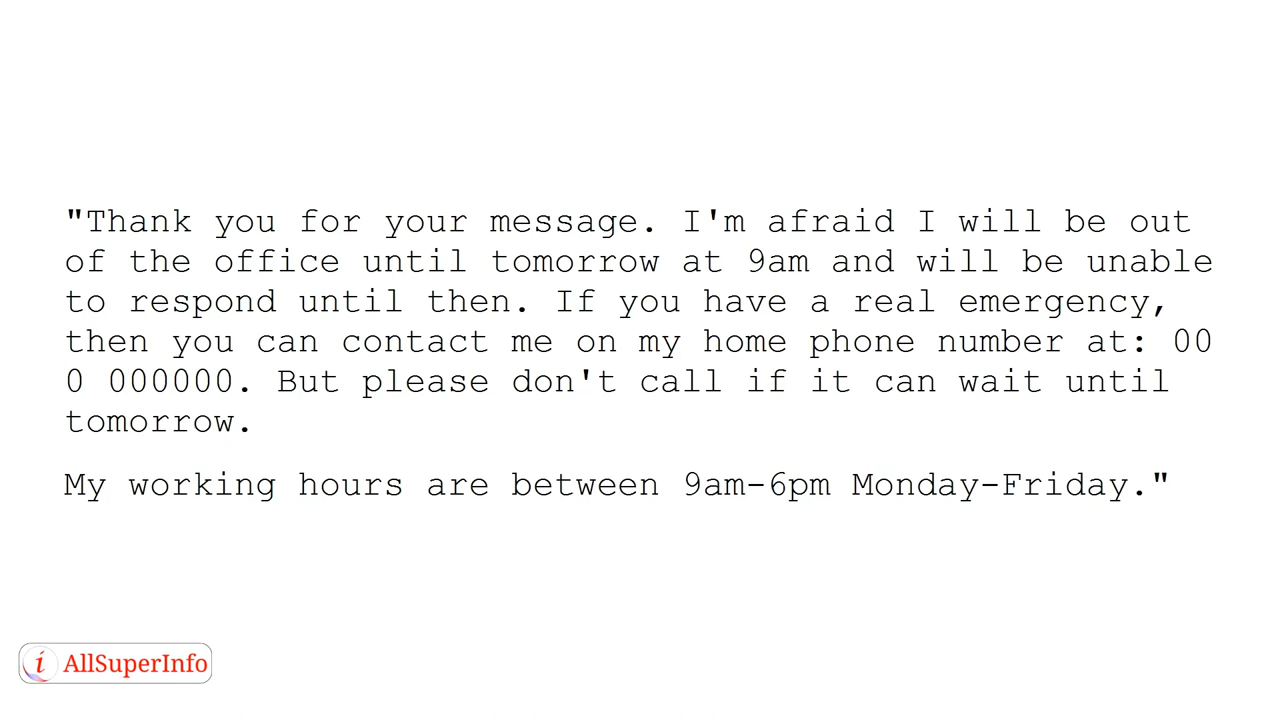 "Thank you for your message. I'm afraid I will be out
of the office until tomorrow at 9am and will be unable
to respond until then. If you have a real emergency,
then you can contact me on my home phone number at: 00
0 000000. But please don't call if it can wait until
tomorrow.
My working hours are between 9am-6pm Monday-Friday."
i AllSuperInfo